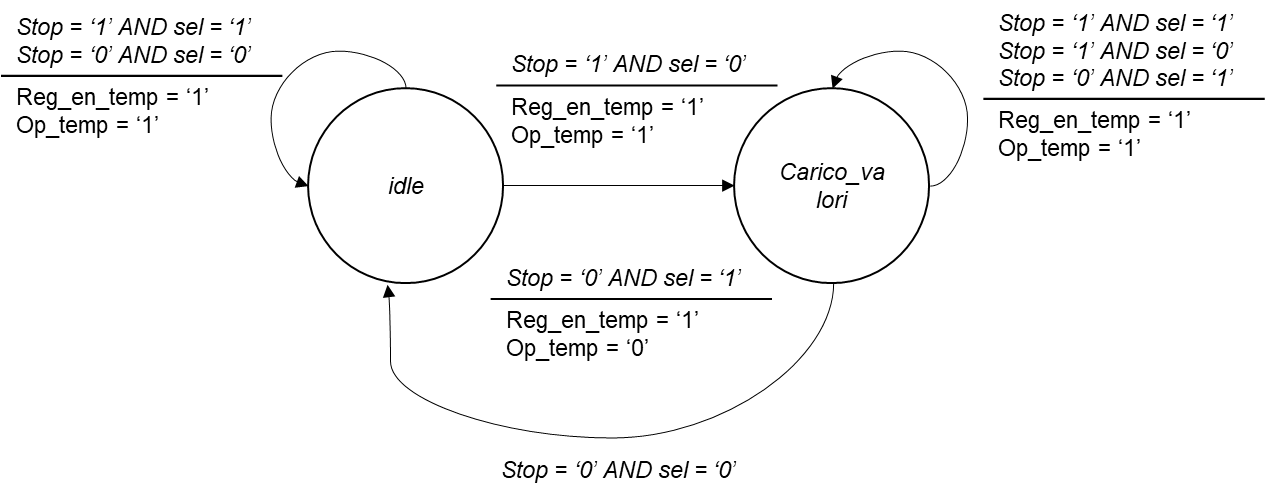 Stop = ‘1’ AND sel = ‘1’
Stop = ‘0’ AND sel = ‘0’
Reg_en_temp = ‘1’
Op_temp = ‘1’
idle
Stop = ‘1’ AND sel = ‘0’
Reg_en_temp = ‘1’
Op_temp = ‘1’
Stop = ‘0’ AND sel = ‘1’
Reg_en_temp = ‘1’
Op_temp = ‘0’
Carico_va
lori
Stop = ‘1’ AND sel = ‘1’
Stop = ‘1’ AND sel = ‘0’
Stop = ‘0’ AND sel = ‘1’
Reg_en_temp = ‘1’
Op_temp = ‘1’
Stop = ‘0’ AND sel = ‘0’